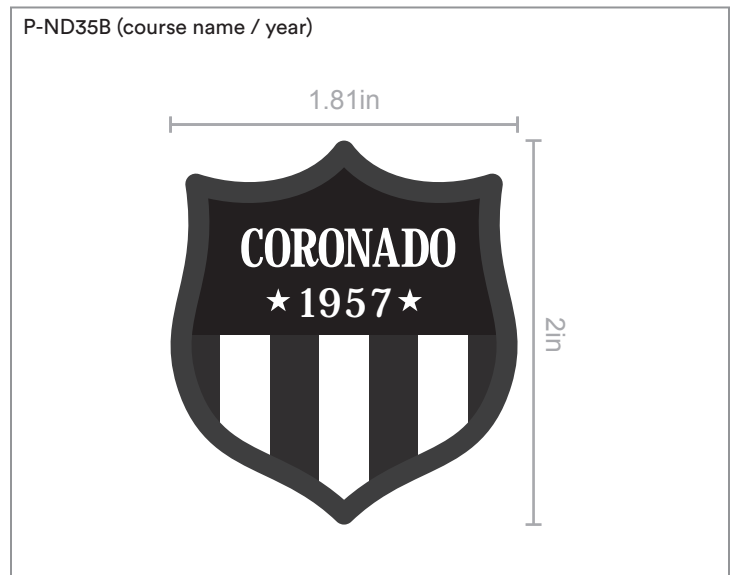 P-ND35B (course name / year)
1.81in
CORONADO
★1957★
2in